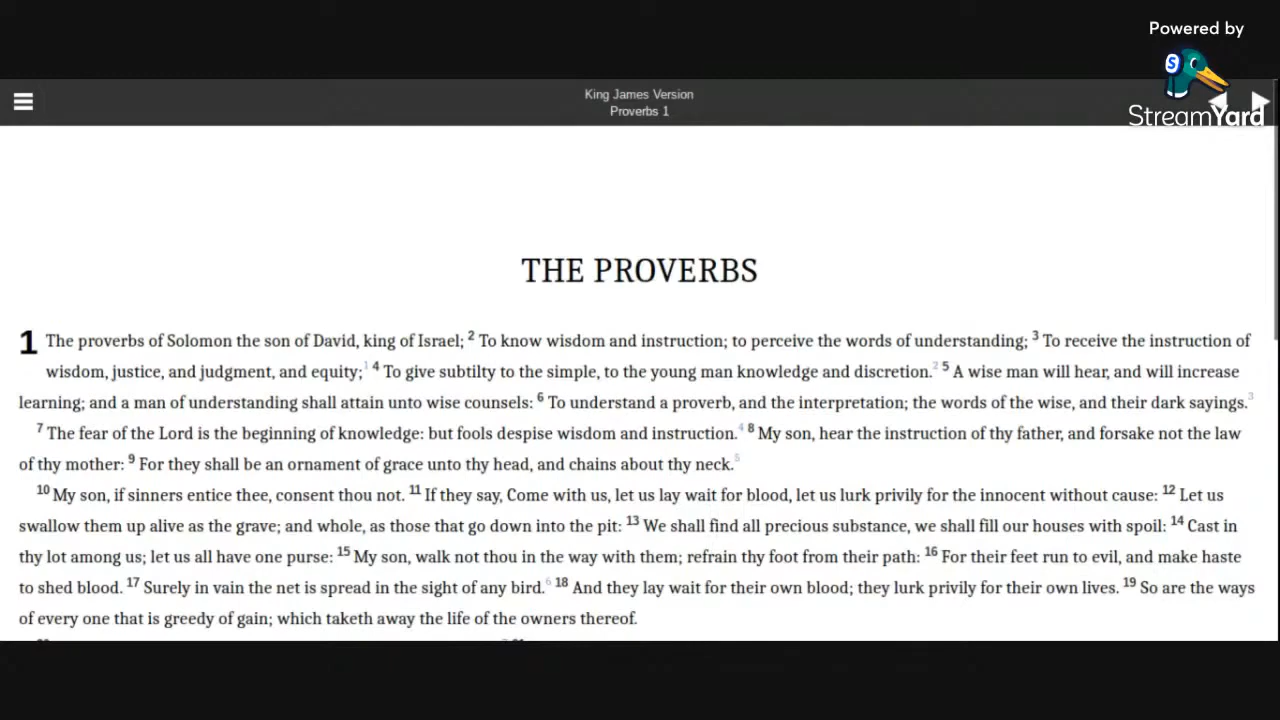 Powered by
StreamYard
King James Version
Proverbs 1
THE PROVERBS
1 The proverbs of Solomon the son of David, king of Israel; 2 To know wisdom and instruction; to perceive the words of understanding; 3 To receive the instruction of
wisdom, justice, and judgment, and equity;1 4 To give subtilty to the simple, to the young man knowledge and discretion.2 5 A wise man will hear, and will increase
learning; and a man of understanding shall attain unto wise counsels: 6 To understand a proverb, and the interpretation; the words of the wise, and their dark sayings.3
7 The fear of the Lord is the beginning of knowledge: but fools despise wisdom and instruction.4 8 My son, hear the instruction of thy father, and forsake not the law
of thy mother: 9 For they shall be an ornament of grace unto thy head, and chains about thy neck.5
10 My son, if sinners entice thee, consent thou not. 11 If they say, Come with us, let us lay wait for blood, let us lurk privily for the innocent without cause: 12 Let us
swallow them up alive as the grave; and whole, as those that go down into the pit: 13 We shall find all precious substance, we shall fill our houses with spoil: 14 Cast in
thy lot among us; let us all have one purse: 15 My son, walk not thou in the way with them; refrain thy foot from their path: 16 For their feet run to evil, and make haste
to shed blood. 17 Surely in vain the net is spread in the sight of any bird.6 18 And they lay wait for their own blood; they lurk privily for their own lives. 19 So are the ways
of every one that is greedy of gain; which taketh away the life of the owners thereof.